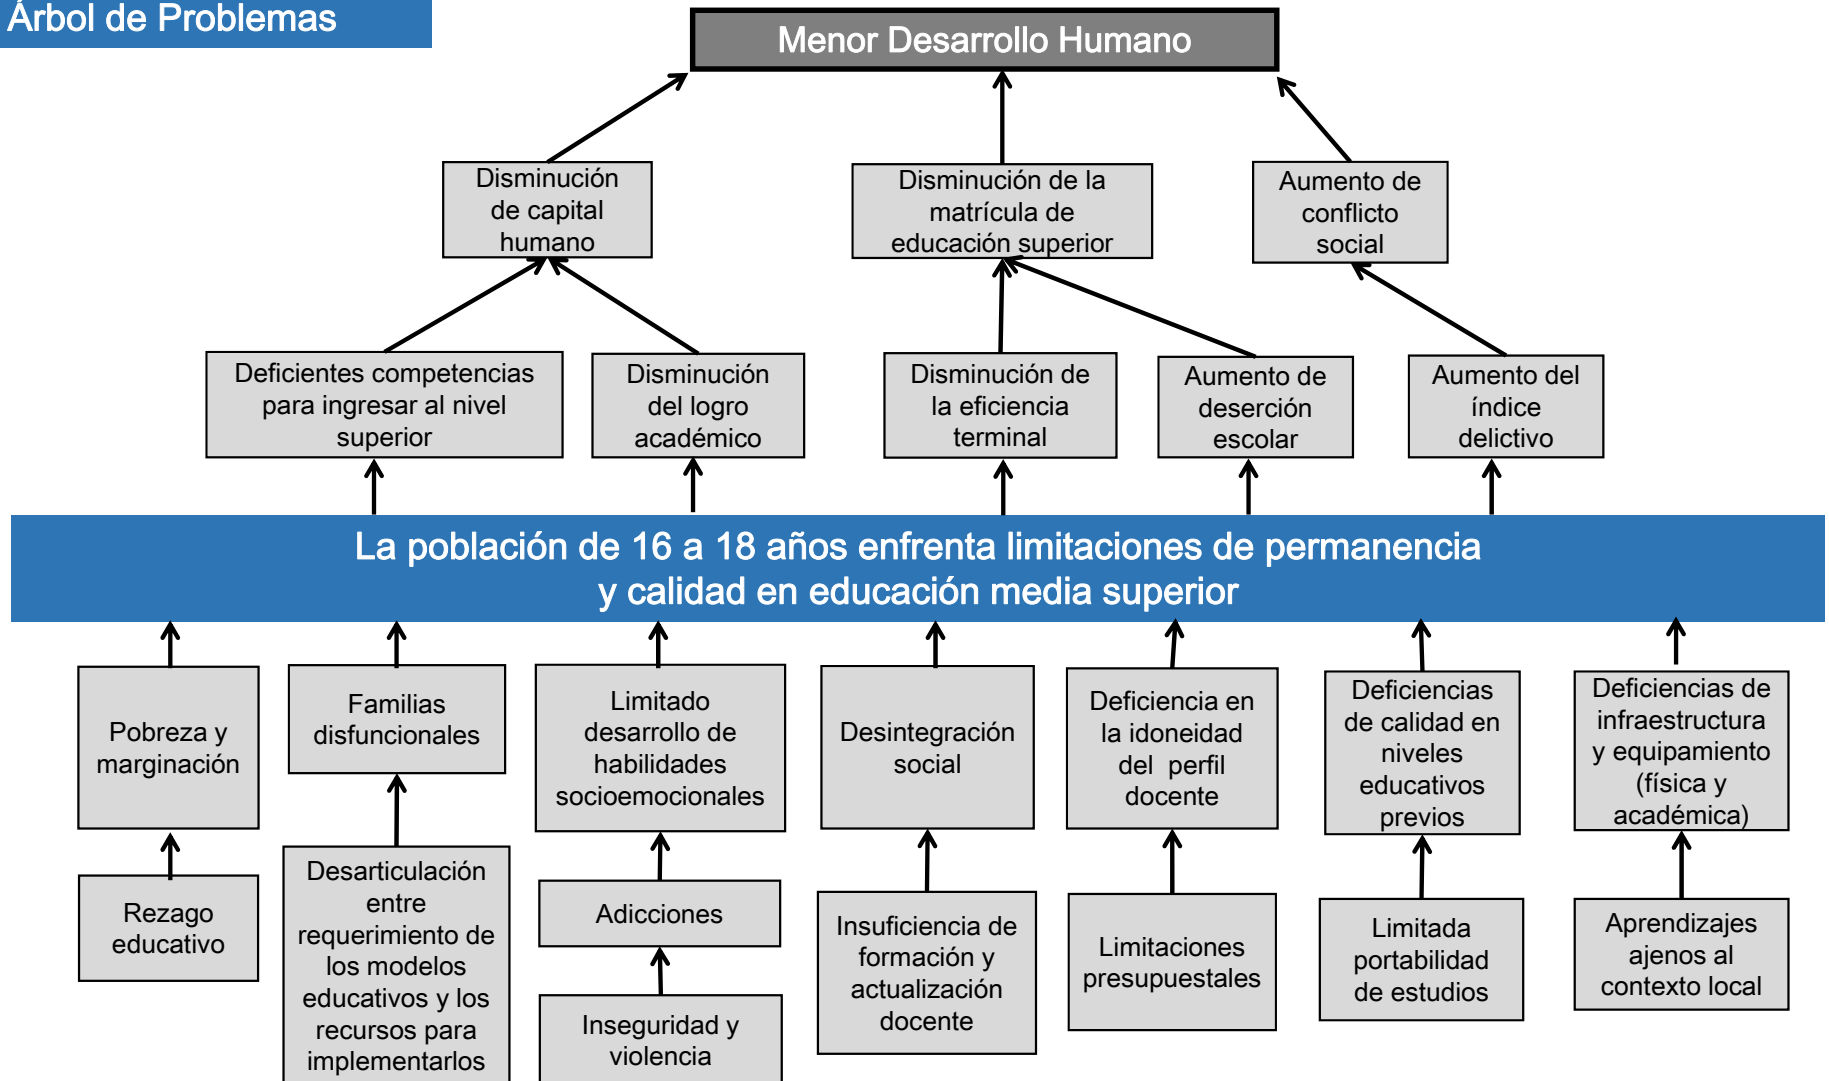 Árbol de Problemas
Menor Desarrollo Humano
Disminución
de capital
humano
Disminución de la
matrícula de
educación superior
Aumento de
conflicto
social
Deficientes competencias
para ingresar al nivel
superior
Disminución
del logro
académico
Disminución de
la eficiencia
terminal
Aumento de
deserción
escolar
Aumento del
índice
delictivo
La población de 16 a 18 años enfrenta limitaciones de permanencia
y calidad en educación media superior
Pobreza y
marginación
Familias
disfuncionales
Limitado
desarrollo de
habilidades
socioemocionales
Desintegración
social
Deficiencia en
la idoneidad
del perfil
docente
Deficiencias
de calidad en
niveles
educativos
previos
Deficiencias de
infraestructura
y equipamiento
(física y
académica)
Rezago
educativo
Desarticulación
entre
requerimiento de
los modelos
educativos y los
recursos para
implementarlos
Adicciones
Inseguridad y
violencia
Insuficiencia de
formación y
actualización
docente
Limitaciones
presupuestales
Limitada
portabilidad
de estudios
Aprendizajes
ajenos al
contexto local